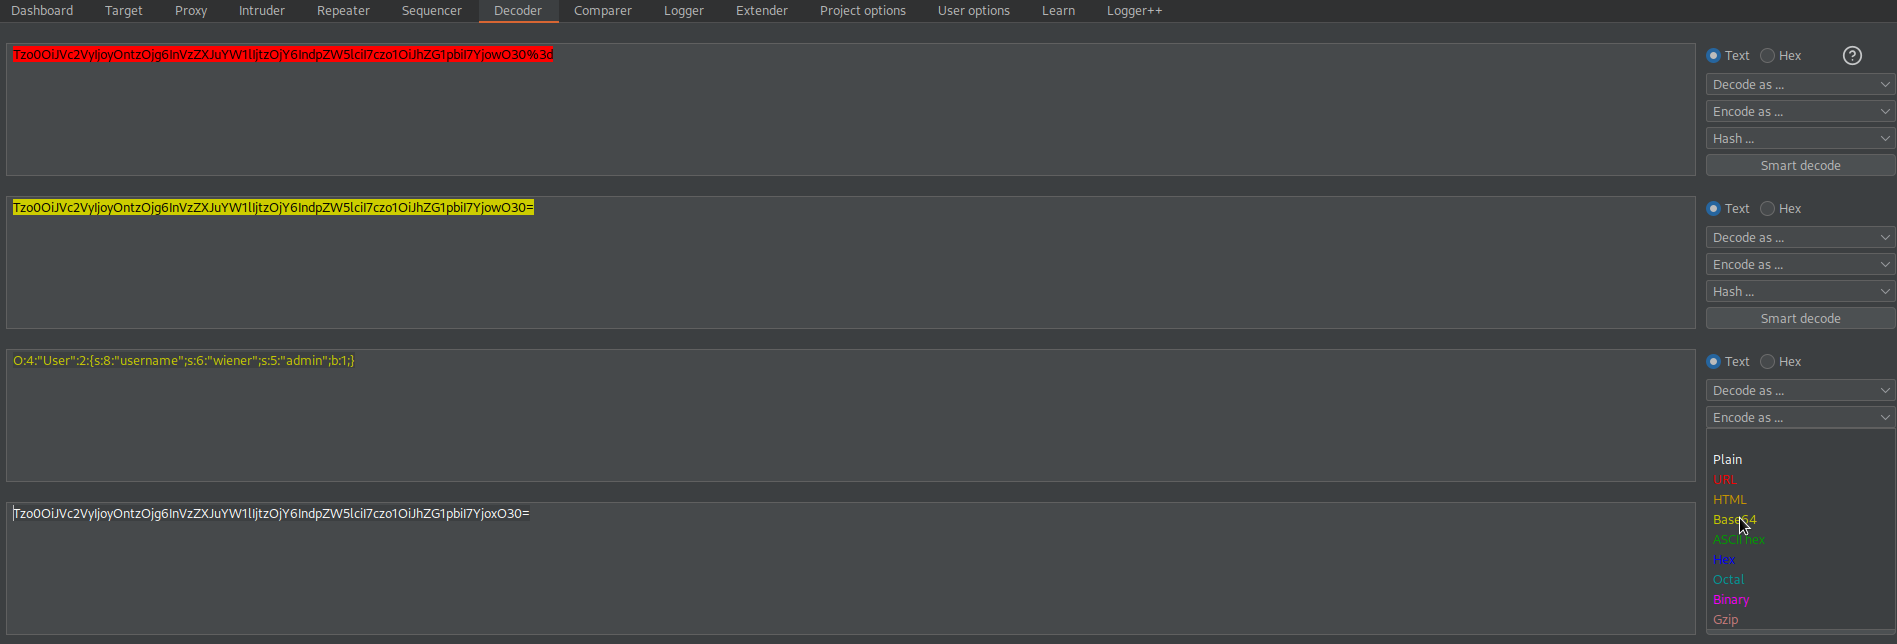 Dashboard Target Proxy Intruder Repeater Sequencer Decoder Comparer Logger Extender Project options User options Learn Logger++
Tzo0OiJVc2VyIjoyOntzOjg6InVzZXJuYW1lIjtzOjY6IndpZW5lciI7czo1OiJhZG1pbiI7YjowO30%3d
Text Hex ?
Decode as ...
Encode as ...
Hash ...
Smart decode
Tzo0OiJVc2VyIjoyOntzOjg6InVzZXJuYW1lIjtzOjY6IndpZW5lciI7czo1OiJhZG1pbiI7YjowO30=
Text Hex
Decode as ...
Encode as ...
Hash ...
Smart decode
O:4:"User":2:{s:8:"username";s:6:"wiener";s:5:"admin";b:1;}
Text Hex
Decode as ...
Encode as ...
Plain
URL
HTML
Base64
ASCII hex
Hex
Octal
Binary
Gzip
Tzo0OiJVc2VyIjoyOntzOjg6InVzZXJuYW1lIjtzOjY6IndpZW5lciI7czo1OiJhZG1pbiI7YjoxO30=